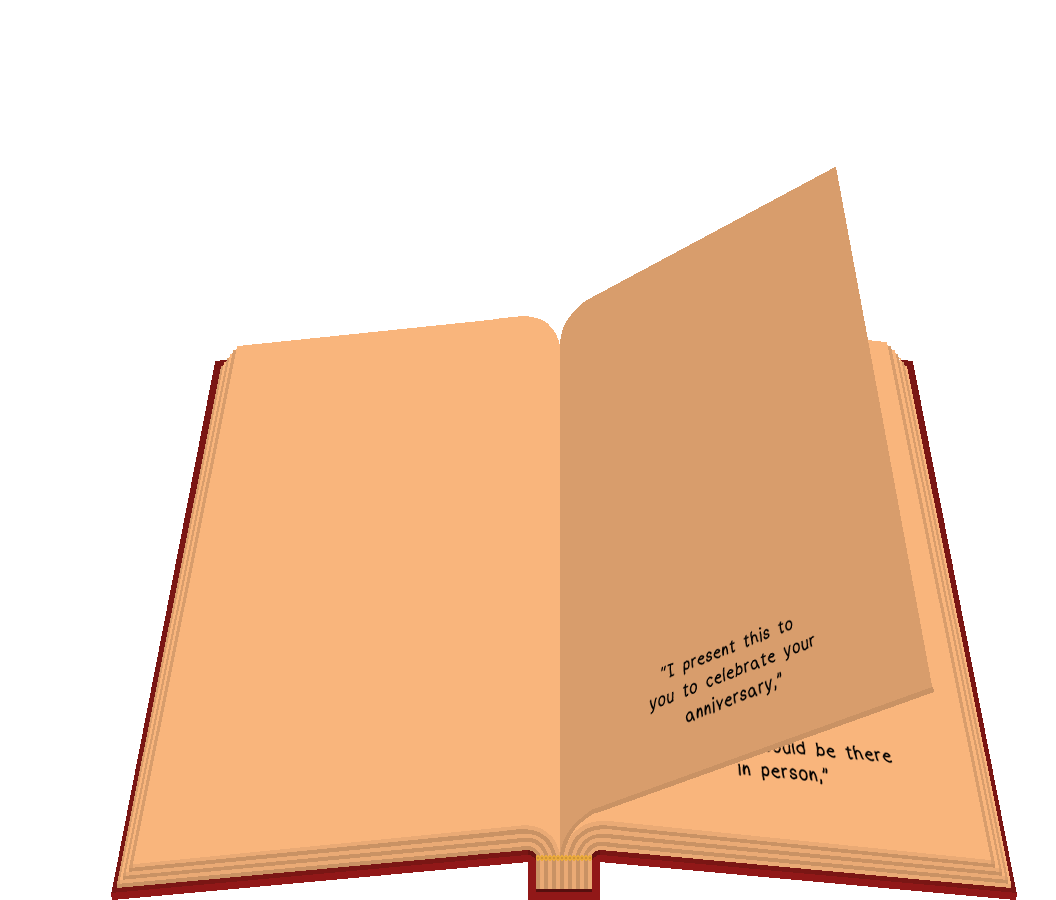 "I present this to
you to celebrate your
anniversary,"
be there
in person,"